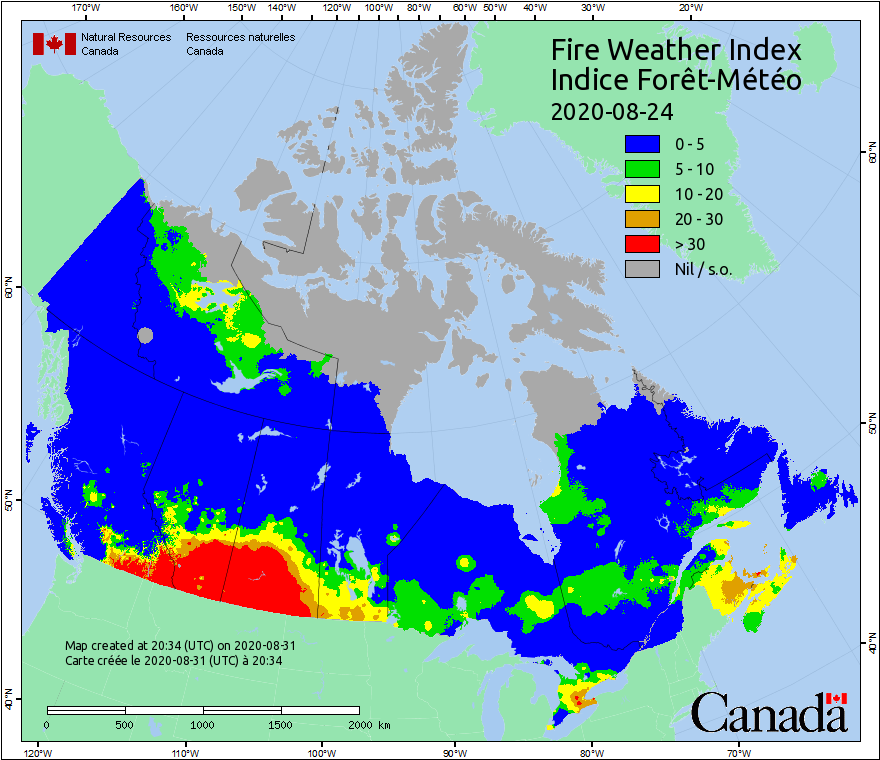 170°W 160°W 150°W 140°W 130°W 120°W 110°W 100°W 90°W 80°W 70°W 60°W 50°W 40°W 30°W 20°W
Natural Resources Canada
Ressources naturelles Canada
Fire Weather Index
Indice Forêt-Météo
2020-08-24
0 - 5
5 - 10
10 - 20
20 - 30
> 30
Nil / s.o.
60°N
50°N
40°N
60°N
50°N
40°N
Map created at 20:34 (UTC) on 2020-08-31
Carte créée le 2020-08-31 (UTC) à 20:34
0 500 1000 1500 2000 km
Canada
120°W 110°W 100°W 90°W 80°W 70°W